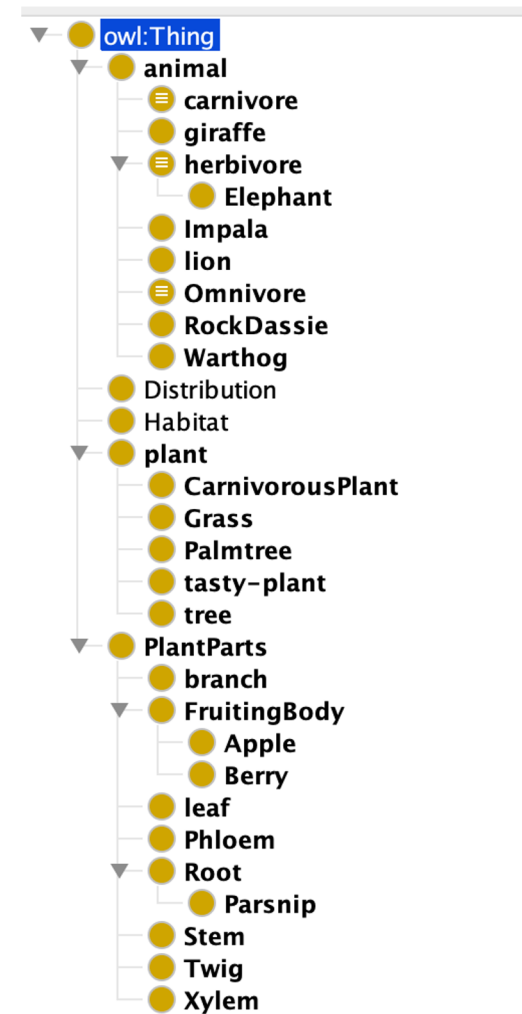 owl:Thing
animal
carnivore
giraffe
herbivore
Elephant
Impala
lion
Omnivore
RockDassie
Warthog
Distribution
Habitat
plant
CarnivorousPlant
Grass
Palmtree
tasty-plant
tree
PlantParts
branch
FruitingBody
Apple
Berry
leaf
Phloem
Root
Parsnip
Stem
Twig
Xylem